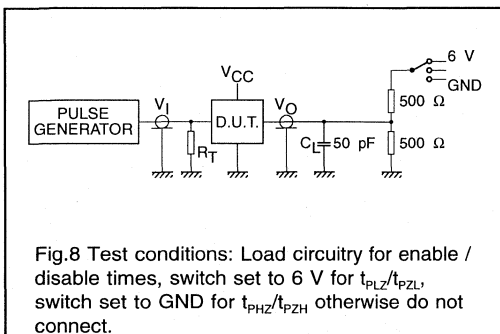 6 V
GND
V_CC
500 Ω
PULSE
GENERATOR
V_I
D.U.T.
V_O
R_T
C_L
50 pF
500 Ω
Fig.8 Test conditions: Load circuitry for enable /
disable times, switch set to 6 V for t_PLZ/t_PZL,
switch set to GND for t_PHZ/t_PZH otherwise do not
connect.